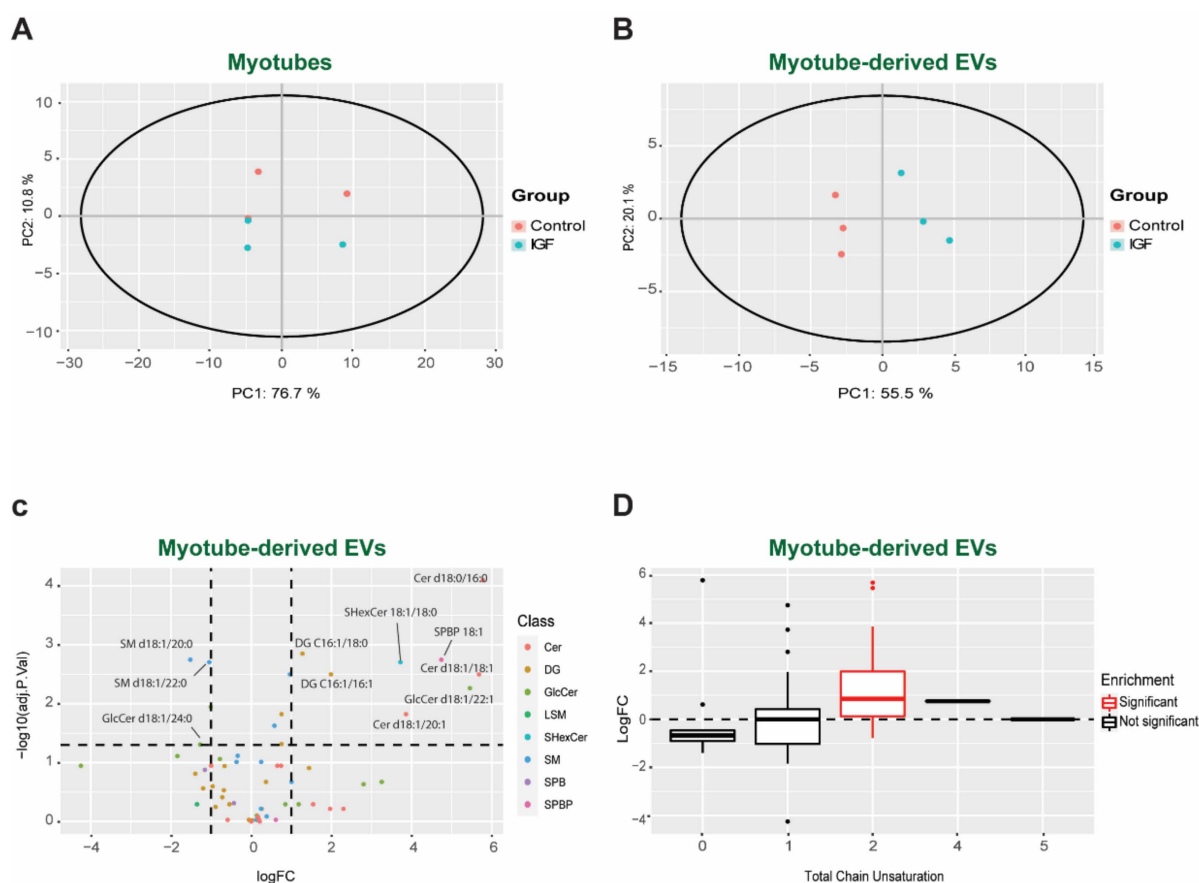 A
Myotubes
10
5
0
−5
−10
PC2: 10.8 %
−30
−20
−10
0
10
20
30
PC1: 76.7 %
Group
Control
IGF
B
Myotube-derived EVs
5
0
−5
PC2: 20.1 %
−15
−10
−5
0
5
10
15
PC1: 55.5 %
Group
Control
IGF
C
Myotube-derived EVs
4
3
2
1
0
−log10(adj.P.Val)
Cer d18:0/16:0
SHexCer 18:1/18:0
SPBP 18:1
SM d18:1/20:0
DG C16:1/18:0
Cer d18:1/18:1
SM d18:1/22:0
DG C16:1/16:1
GlcCer d18:1/22:1
GlcCer d18:1/24:0
Cer d18:1/20:1
−4
−2
0
2
4
6
logFC
Class
Cer
DG
GlcCer
LSM
SHexCer
SM
SPB
SPBP
D
Myotube-derived EVs
6
4
2
0
−2
−4
LogFC
0
1
2
4
5
Total Chain Unsaturation
Enrichment
Significant
Not significant